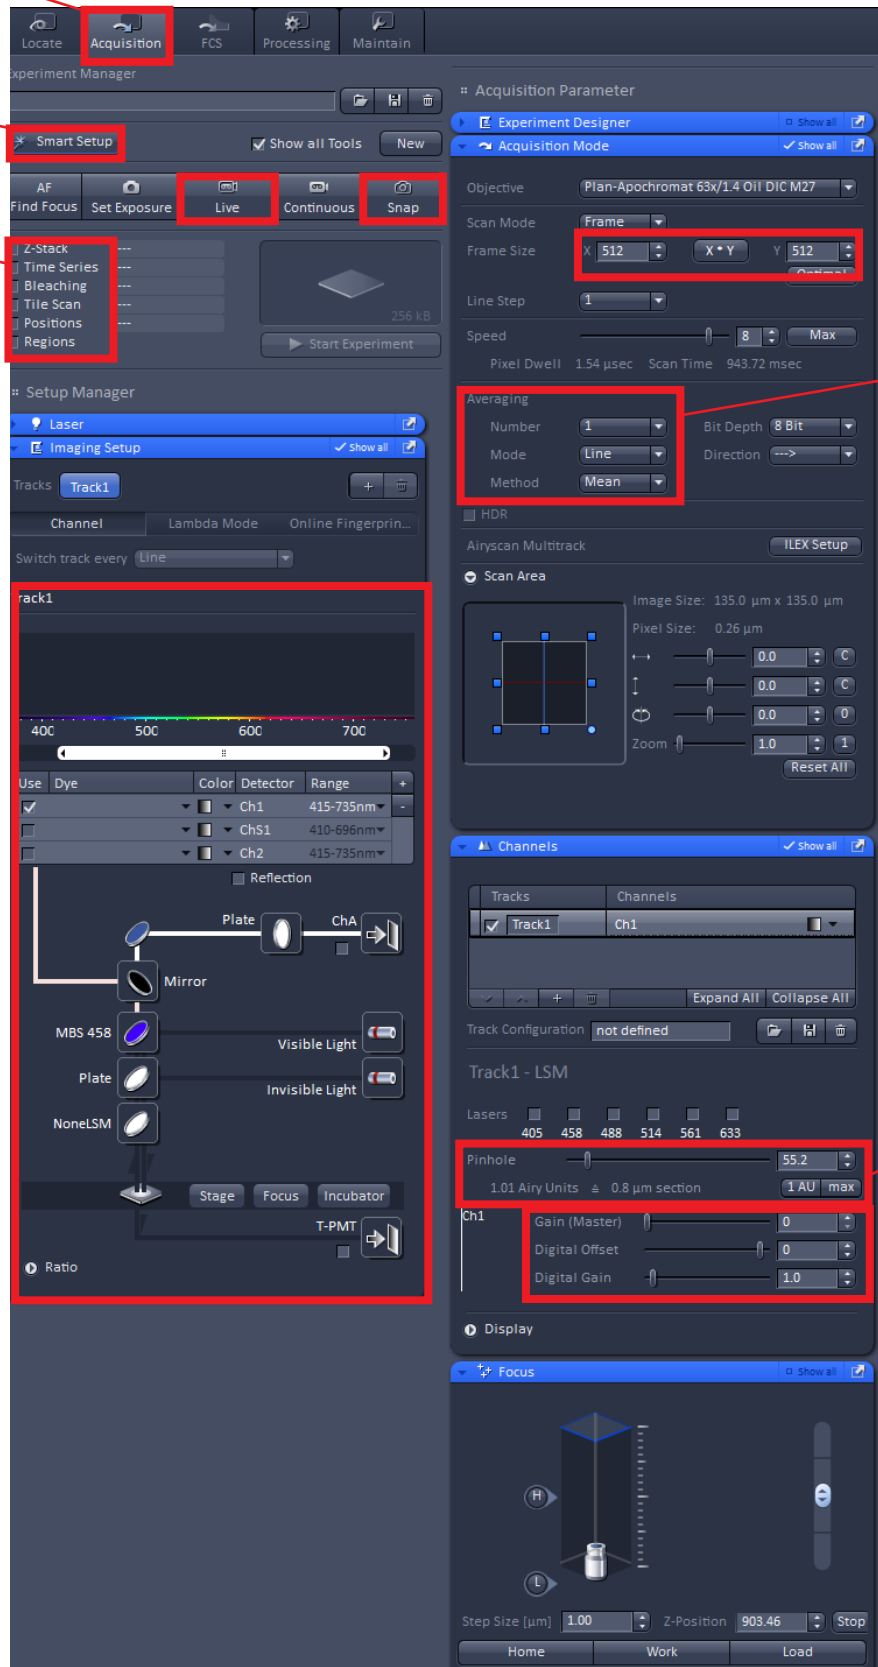 Locate Acquisition FCS Processing Maintain
Experiment Manager
Smart Setup Show all Tools New
AF
Find Focus Set Exposure Live Continuous Snap
Z-Stack ---
Time Series ---
Bleaching ---
Tile Scan ---
Positions ---
Regions
256 kB
Start Experiment
Setup Manager
Laser
Imaging Setup Show all
Tracks Track1 +
Channel Lambda Mode Online Fingerprin...
Switch track every Line
rack1
400 500 600 700
Use Dye Color Detector Range +
Ch1 415-735nm -
ChS1 410-696nm
Ch2 415-735nm
Reflection
Plate ChA
Mirror
MBS 458
Visible Light
Plate
Invisible Light
NoneLSM
Stage Focus Incubator
T-PMT
Ratio
Acquisition Parameter
Experiment Designer Show all
Acquisition Mode Show all
Objective Plan-Apochromat 63x/1.4 Oil DIC M27
Scan Mode Frame
Frame Size X 512 X * Y Y 512
Optimal
Line Step 1
Speed 8 Max
Pixel Dwell 1.54 µsec Scan Time 943.72 msec
Averaging
Number 1 Bit Depth 8 Bit
Mode Line Direction --->
Method Mean
HDR
Airyscan Multitrack ILEX Setup
Scan Area
Image Size: 135.0 µm x 135.0 µm
Pixel Size: 0.26 µm
0.0 C
0.0 C
0.0 0
Zoom 1.0 1
Reset All
Channels Show all
Tracks Channels
Track1 Ch1
+ Expand All Collapse All
Track Configuration not defined
Track1 - LSM
Lasers
405 458 488 514 561 633
Pinhole 55.2
1.01 Airy Units ≙ 0.8 µm section 1 AU max
Ch1 Gain (Master) 0
Digital Offset 0
Digital Gain 1.0
Display
Focus Show all
H
L
Step Size [µm] 1.00 Z-Position 903.46 Stop
Home Work Load